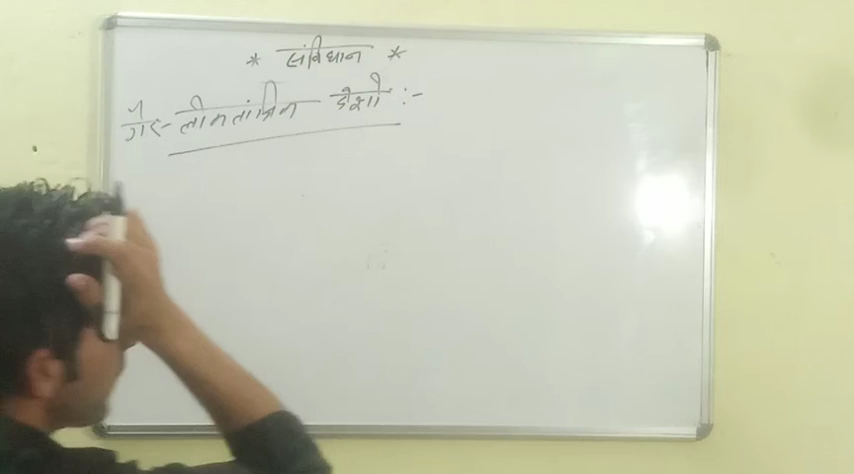 * संविधान *
गैर-लोकतांत्रिक देशों :-